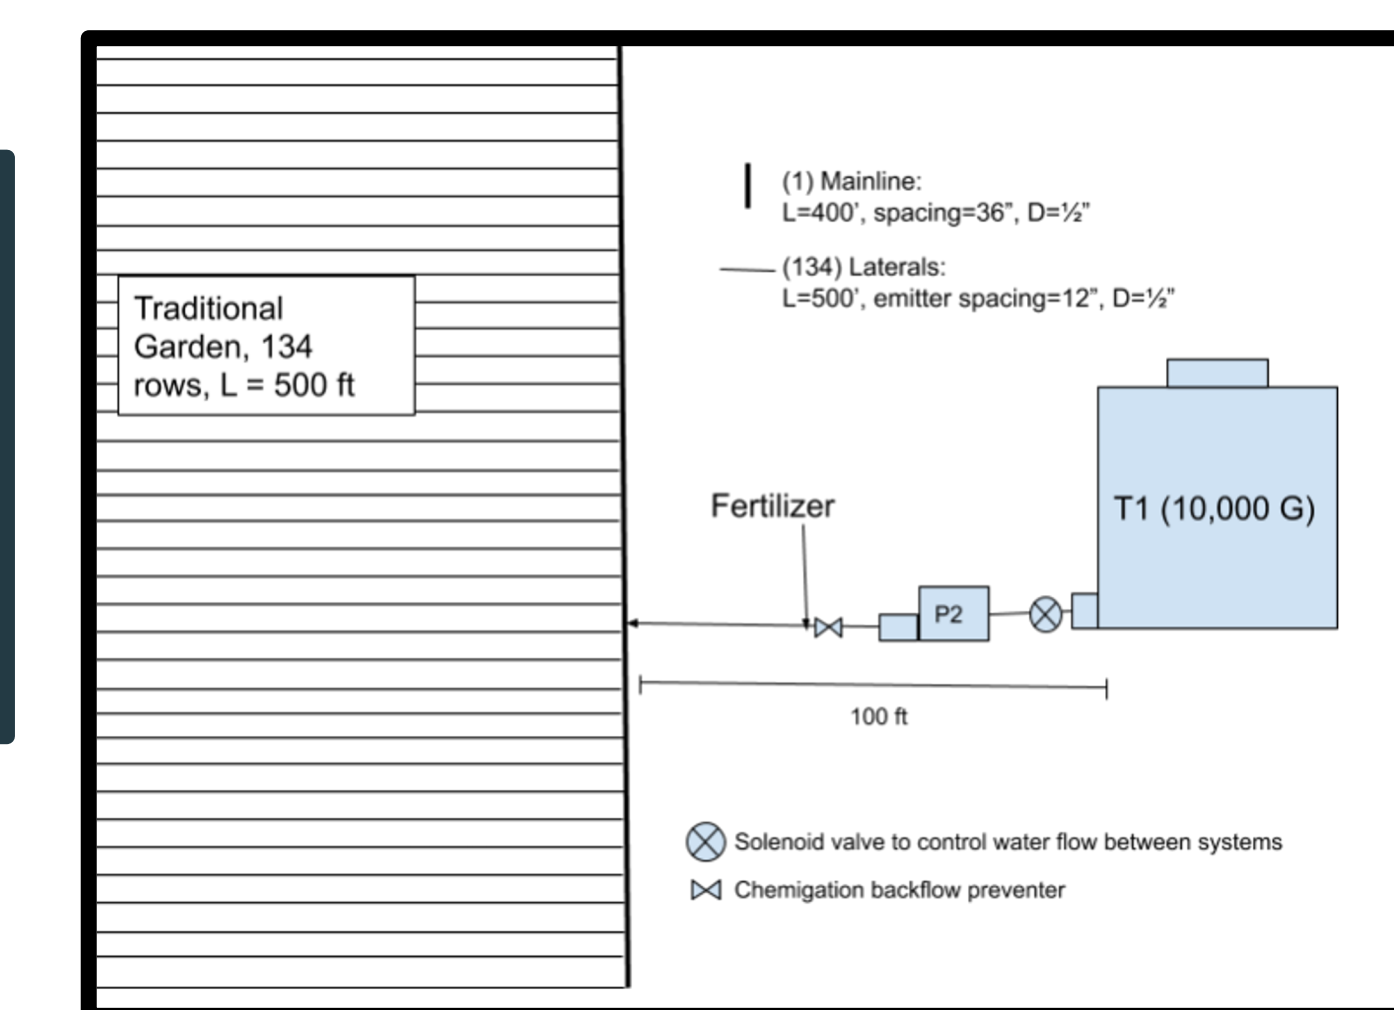 (1) Mainline:
L=400’, spacing=36”, D=½”
(134) Laterals:
L=500’, emitter spacing=12”, D=½”
Traditional
Garden, 134
rows, L = 500 ft
T1 (10,000 G)
Fertilizer
P2
100 ft
Solenoid valve to control water flow between systems
Chemigation backflow preventer